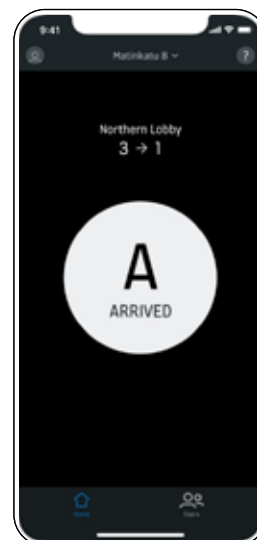 9:41
Matinkatu 8
?
Northern Lobby
3 → 1
A
ARRIVED
Home
Users